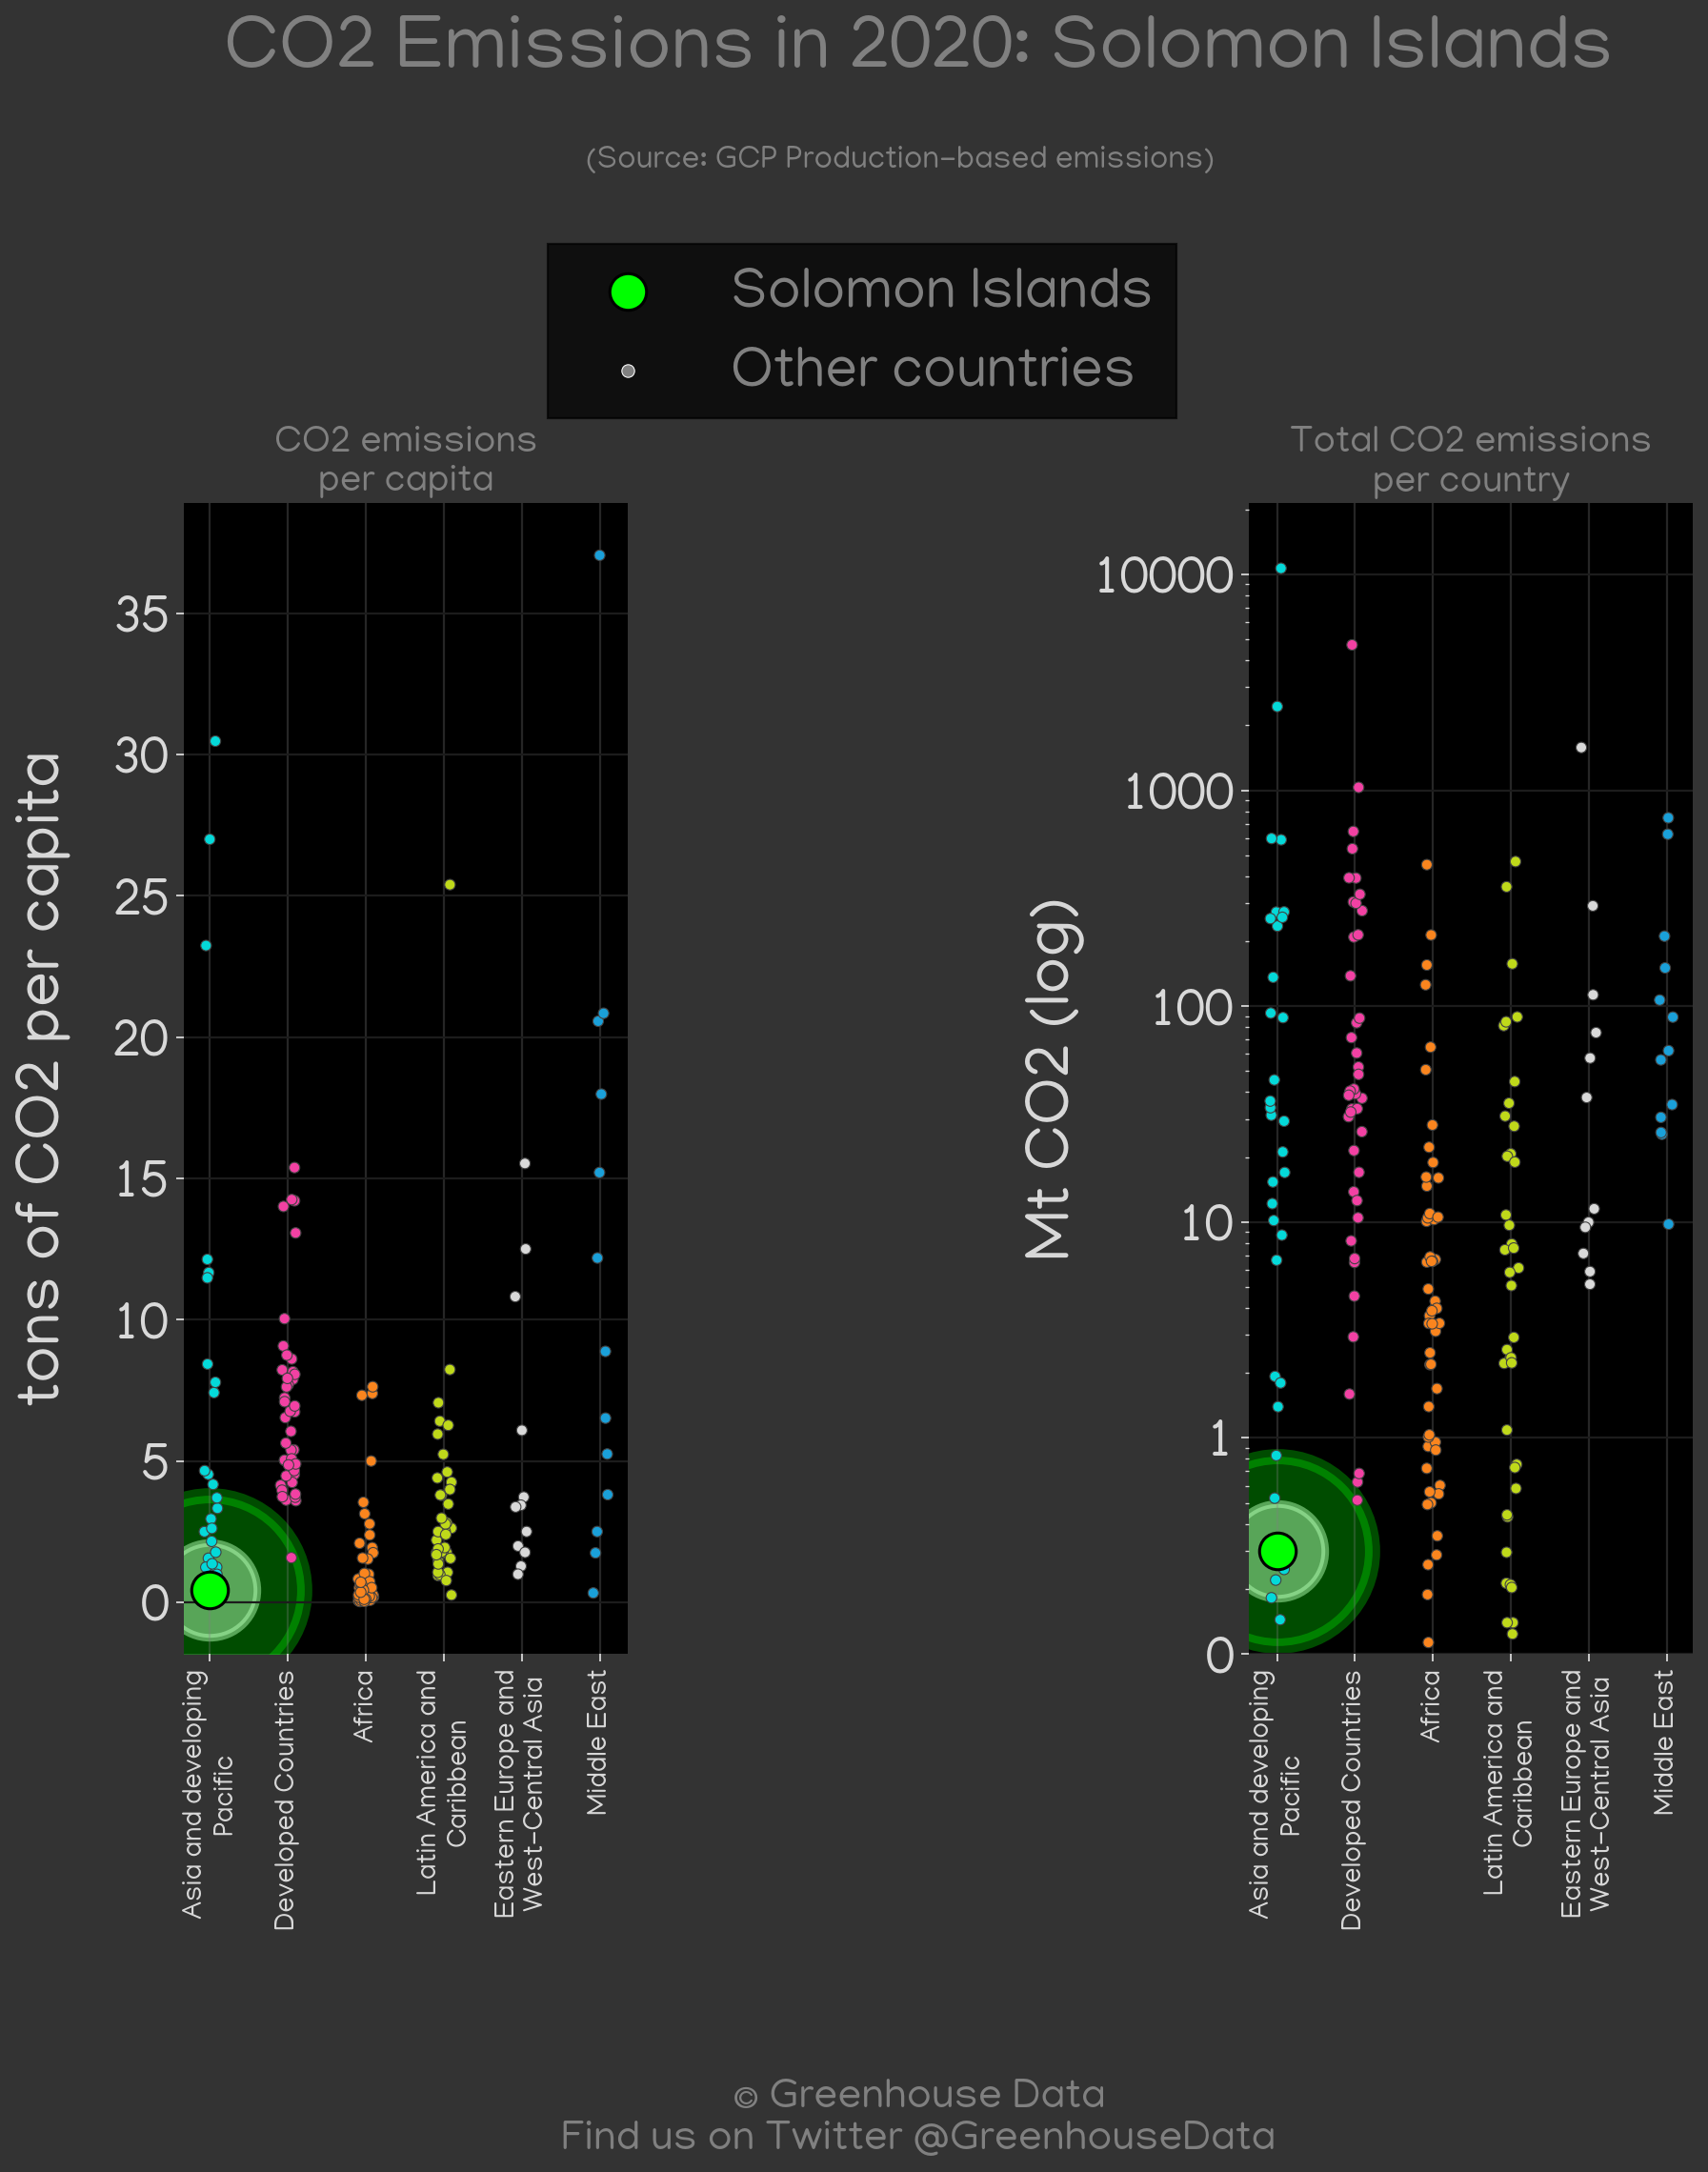 CO2 Emissions in 2020: Solomon Islands
(Source: GCP Production-based emissions)
Solomon Islands
Other countries
CO2 emissions
per capita
tons of CO2 per capita
35
30
25
20
15
10
5
0
Asia and developing
Pacific
Developed Countries
Africa
Latin America and
Caribbean
Eastern Europe and
West-Central Asia
Middle East
Total CO2 emissions
per country
Mt CO2 (log)
10000
1000
100
10
1
0
Asia and developing
Pacific
Developed Countries
Africa
Latin America and
Caribbean
Eastern Europe and
West-Central Asia
Middle East
© Greenhouse Data
Find us on Twitter @GreenhouseData